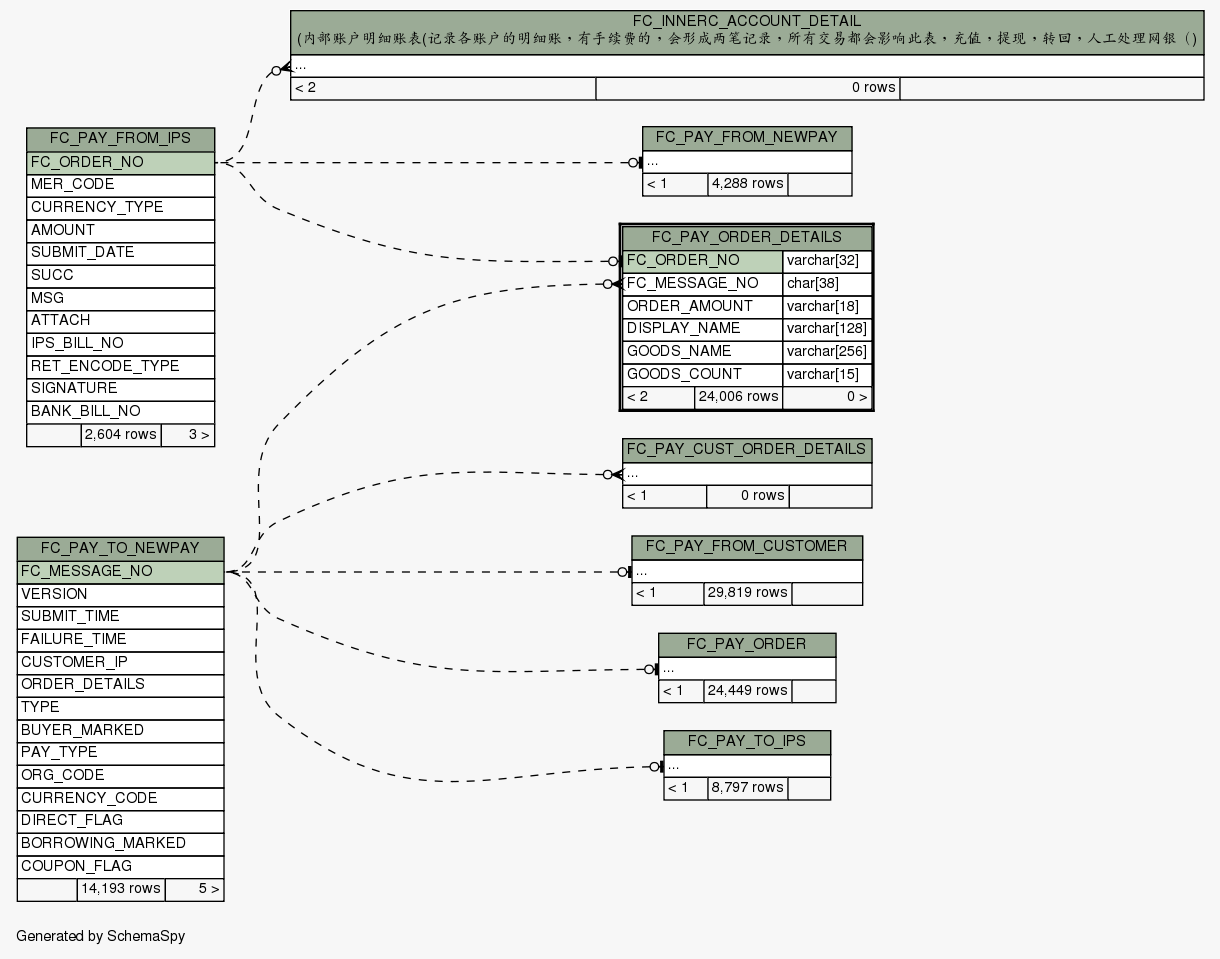 FC_INNERC_ACCOUNT_DETAIL
(内部账户明细账表(记录各账户的明细账，有手续费的，会形成两笔记录，所有交易都会影响此表，充值，提现，转回，人工处理网银（)
...
< 2 0 rows
FC_PAY_FROM_IPS
FC_ORDER_NO
MER_CODE
CURRENCY_TYPE
AMOUNT
SUBMIT_DATE
SUCC
MSG
ATTACH
IPS_BILL_NO
RET_ENCODE_TYPE
SIGNATURE
BANK_BILL_NO
2,604 rows 3 >
FC_PAY_FROM_NEWPAY
...
< 1 4,288 rows
FC_PAY_ORDER_DETAILS
FC_ORDER_NO varchar[32]
FC_MESSAGE_NO char[38]
ORDER_AMOUNT varchar[18]
DISPLAY_NAME varchar[128]
GOODS_NAME varchar[256]
GOODS_COUNT varchar[15]
< 2 24,006 rows 0 >
FC_PAY_CUST_ORDER_DETAILS
...
< 1 0 rows
FC_PAY_TO_NEWPAY
FC_MESSAGE_NO
VERSION
SUBMIT_TIME
FAILURE_TIME
CUSTOMER_IP
ORDER_DETAILS
TYPE
BUYER_MARKED
PAY_TYPE
ORG_CODE
CURRENCY_CODE
DIRECT_FLAG
BORROWING_MARKED
COUPON_FLAG
14,193 rows 5 >
FC_PAY_FROM_CUSTOMER
...
< 1 29,819 rows
FC_PAY_ORDER
...
< 1 24,449 rows
FC_PAY_TO_IPS
...
< 1 8,797 rows
Generated by SchemaSpy